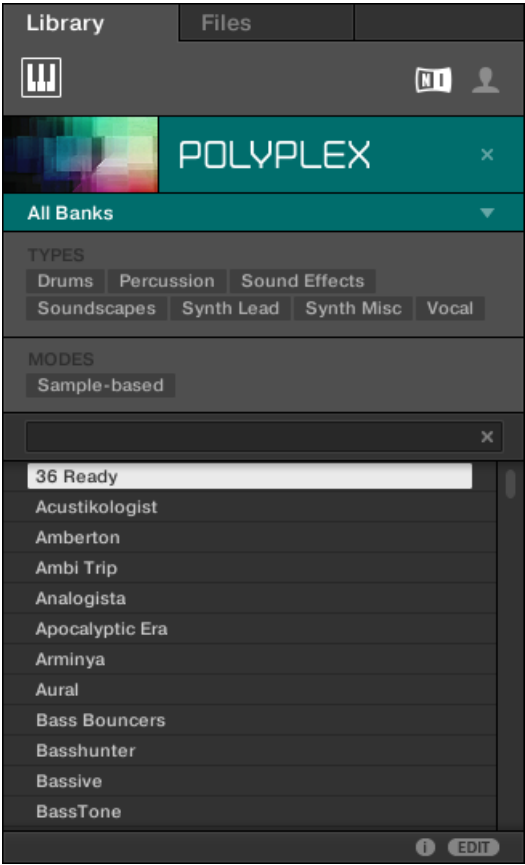 Library Files
NI
POLYPLEX ×
All Banks
TYPES
Drums Percussion Sound Effects
Soundscapes Synth Lead Synth Misc Vocal
MODES
Sample-based
×
36 Ready
Acustikologist
Amberton
Ambi Trip
Analogista
Apocalyptic Era
Arminya
Aural
Bass Bouncers
Basshunter
Bassive
BassTone
i EDIT